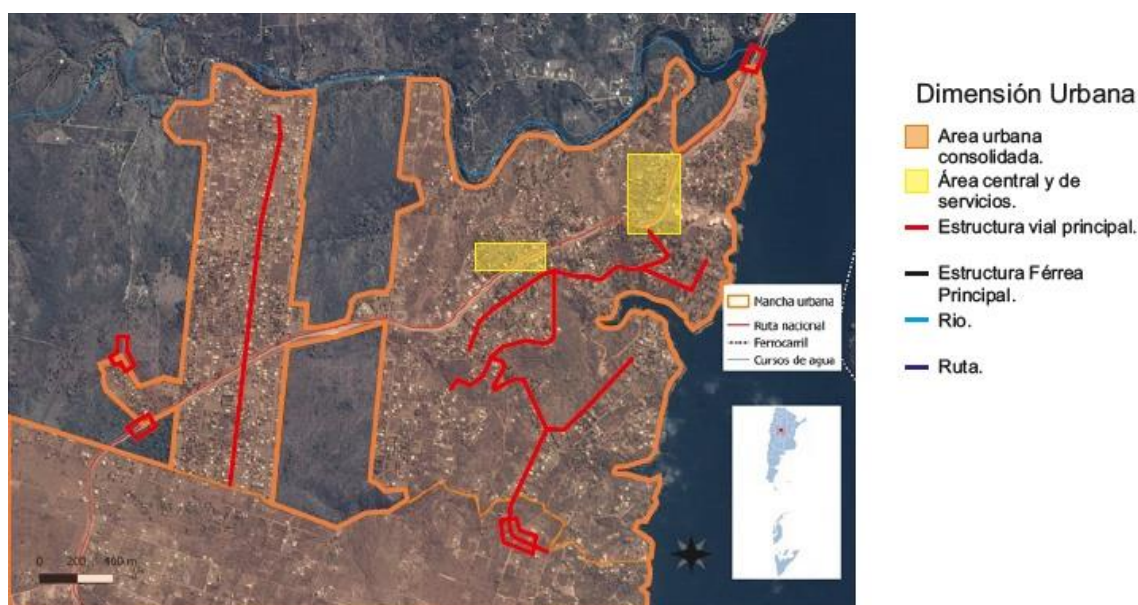 Dimensión Urbana
Area urbana
consolidada.
Área central y de
servicios.
Estructura vial principal.
Estructura Férrea
Principal.
Rio.
Ruta.
Mancha urbana
Ruta nacional
Ferrocarril
Cursos de agua
0 200 400 m